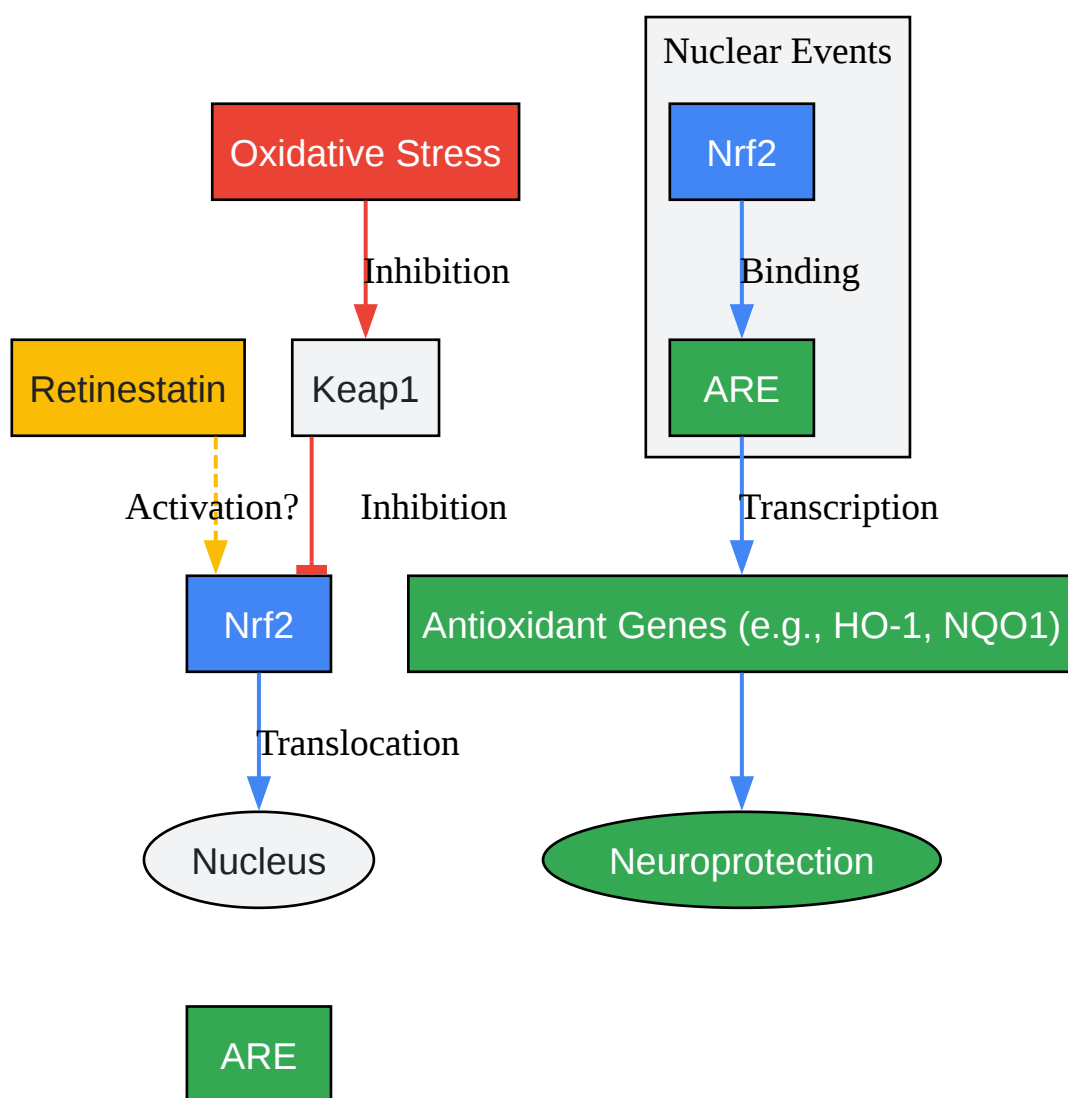 Nuclear Events
Oxidative Stress
Nrf2
Inhibition
Binding
Retinestatin
Keap1
ARE
Activation?
Inhibition
Transcription
Nrf2
Antioxidant Genes (e.g., HO-1, NQO1)
Translocation
Nucleus
Neuroprotection
ARE